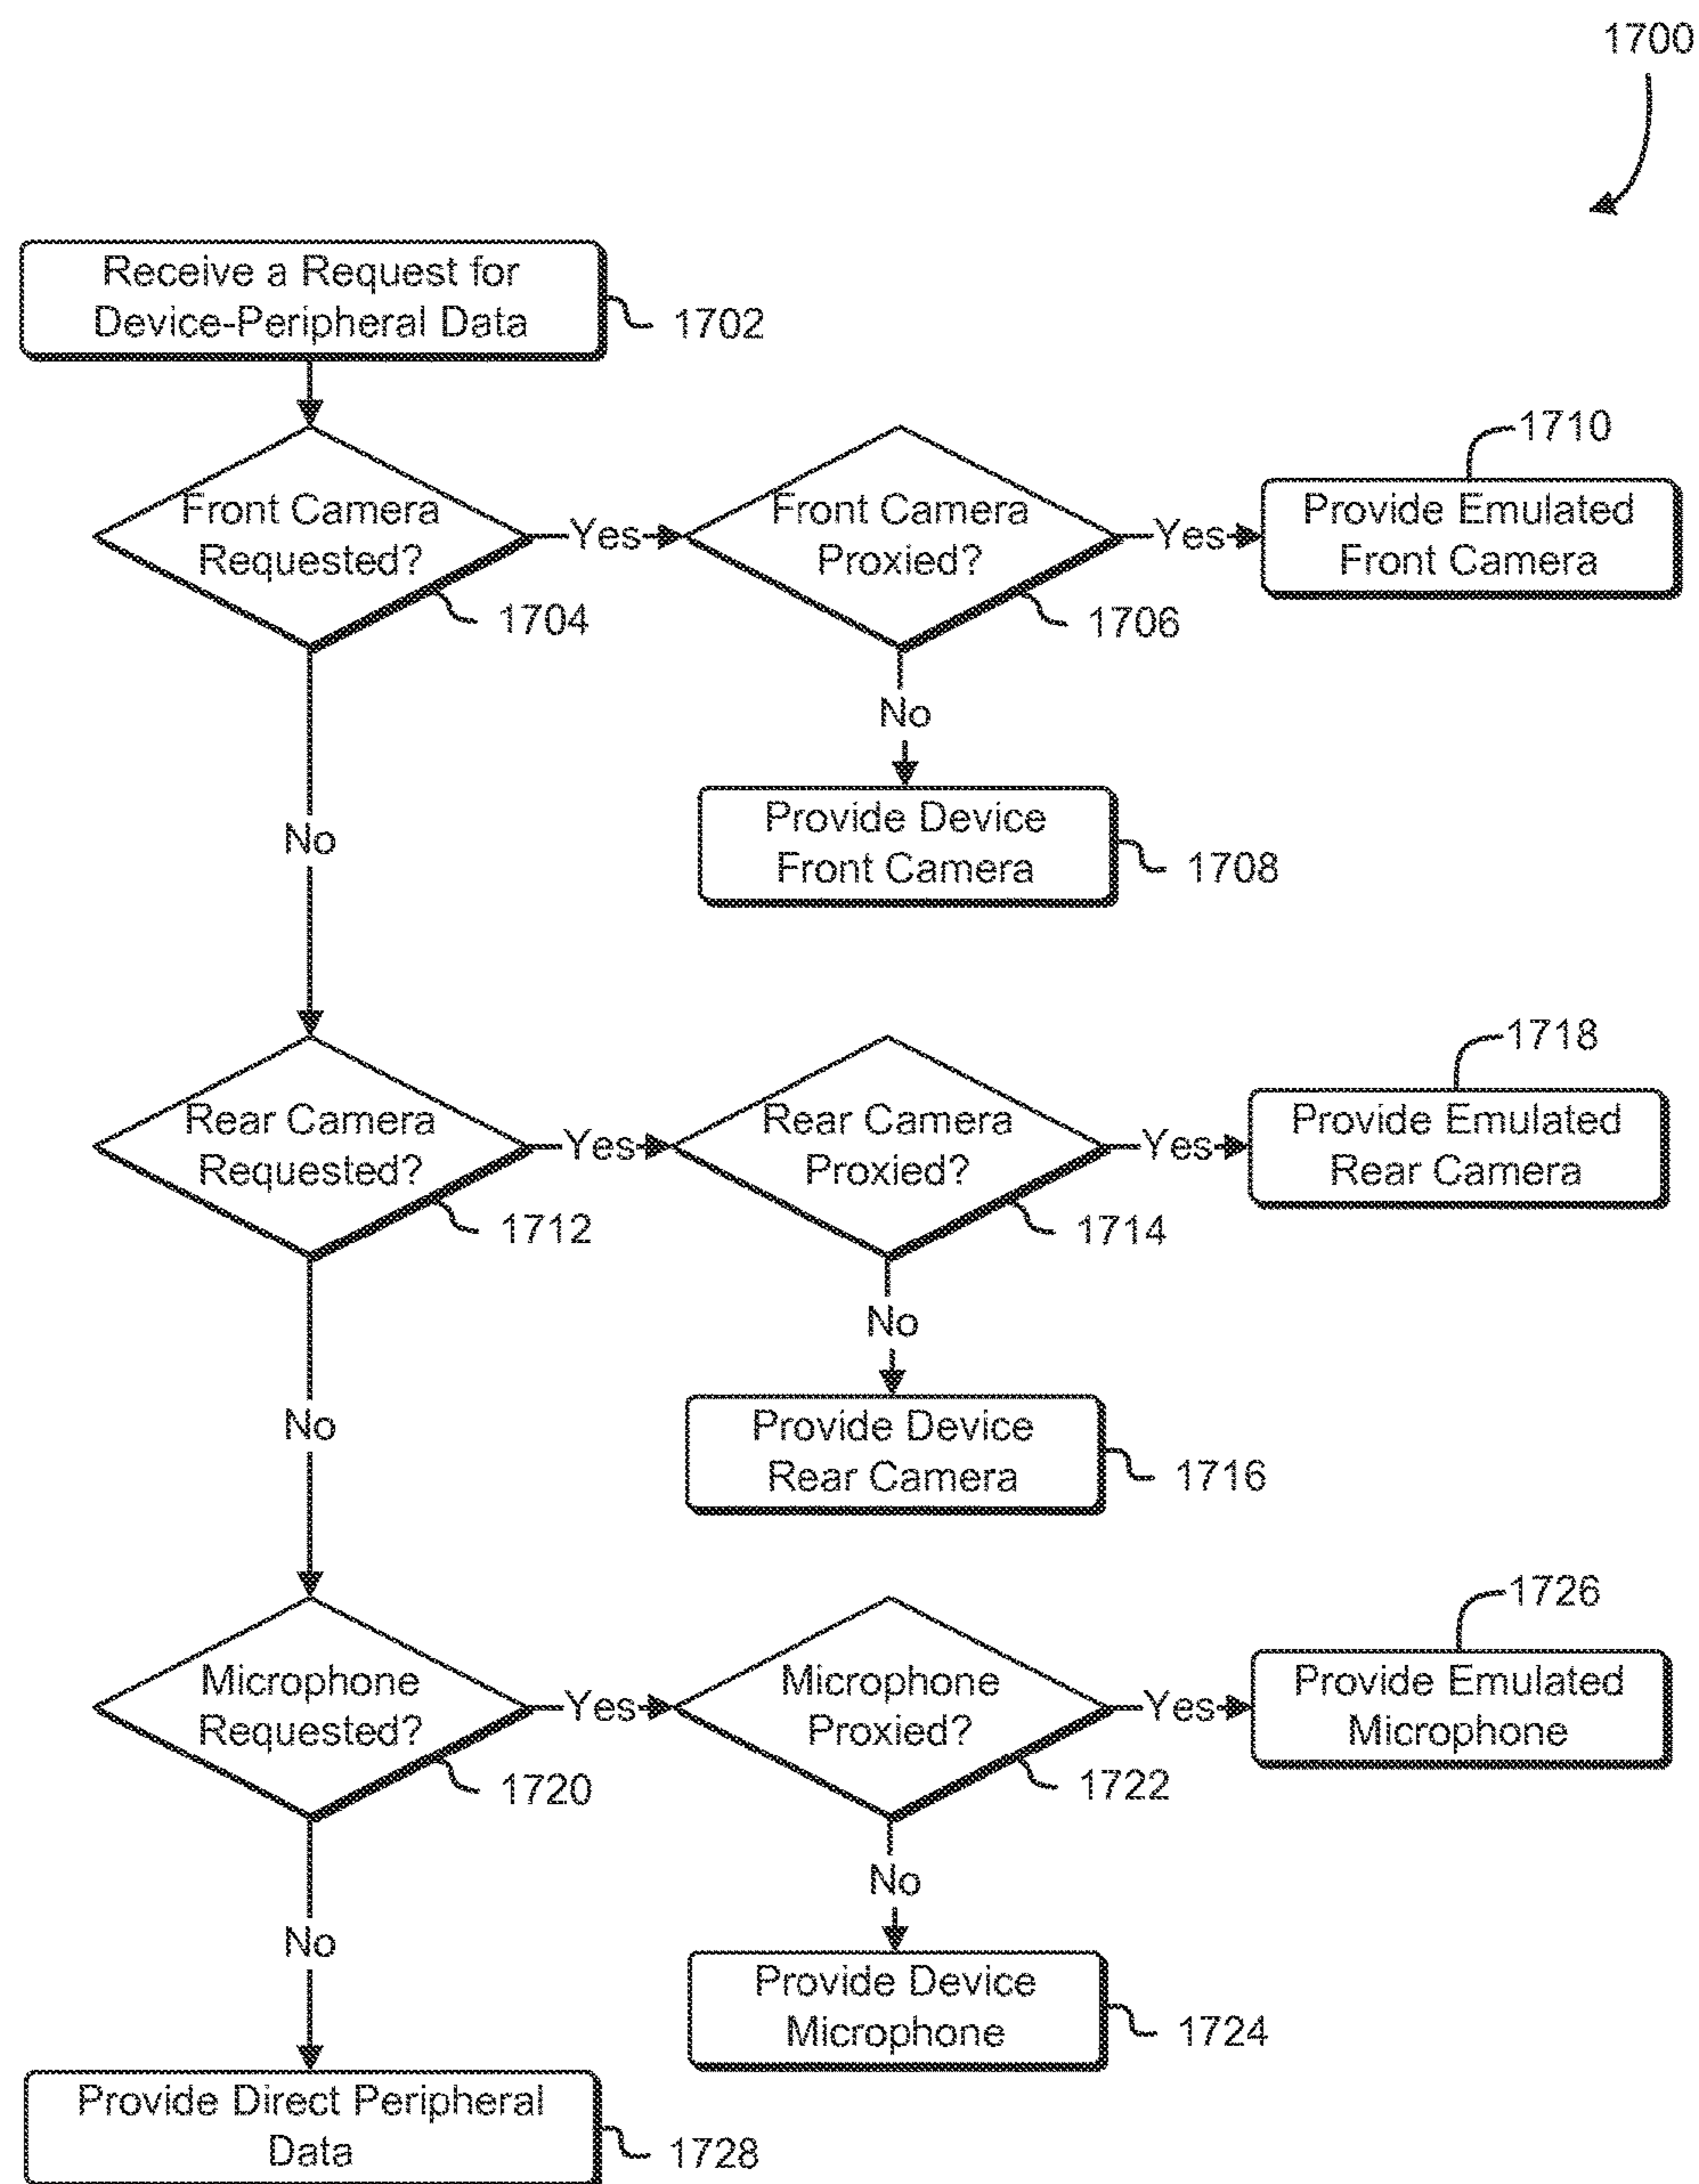 1700
Receive a Request for
Device-Peripheral Data
1702
Front Camera
Requested?
1704
Yes
Front Camera
Proxied?
1706
Yes
1710
Provide Emulated
Front Camera
No
Provide Device
Front Camera
1708
No
Rear Camera
Requested?
1712
Yes
Rear Camera
Proxied?
1714
Yes
1718
Provide Emulated
Rear Camera
No
Provide Device
Rear Camera
1716
No
Microphone
Requested?
1720
Yes
Microphone
Proxied?
1722
Yes
1726
Provide Emulated
Microphone
No
Provide Device
Microphone
1724
No
Provide Direct Peripheral
Data
1728